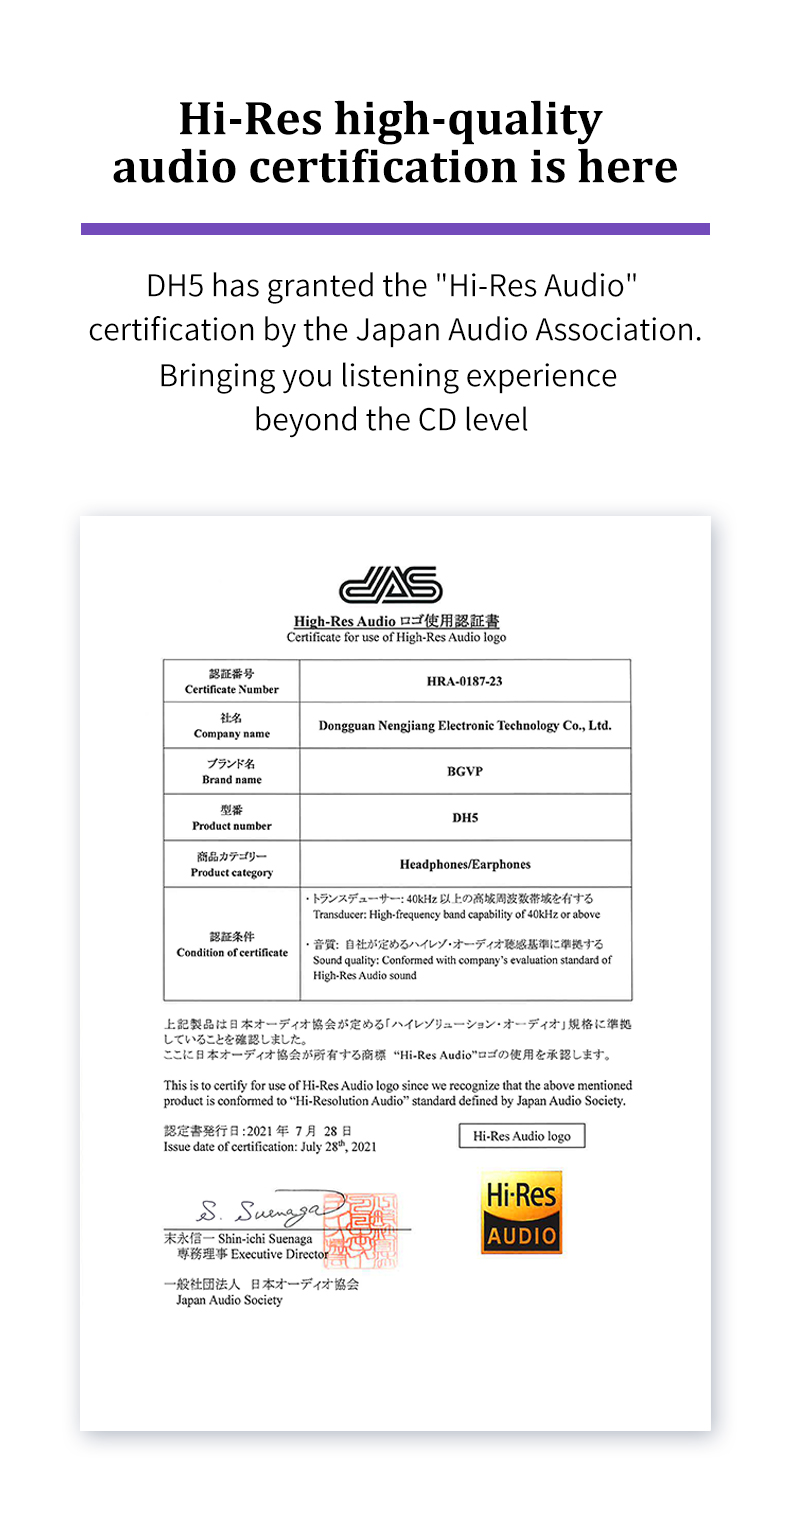 Hi-Res high-quality
audio certification is here
DH5 has granted the "Hi-Res Audio"
certification by the Japan Audio Association.
Bringing you listening experience
beyond the CD level
JAS
High-Res Audio ロゴ使用認証書
Certificate for use of High-Res Audio logo
認証番号
Certificate Number
HRA-0187-23
社名
Company name
Dongguan Nengjiang Electronic Technology Co., Ltd.
ブランド名
Brand name
BGVP
型番
Product number
DH5
商品カテゴリー
Product category
Headphones/Earphones
認証条件
Condition of certificate
・トランスデューサー: 40kHz 以上の高域周波数帯域を有する
Transducer: High-frequency band capability of 40kHz or above
・音質: 自社が定めるハイレゾ・オーディオ聴感基準に準拠する
Sound quality: Conformed with company's evaluation standard of
High-Res Audio sound
上記製品は日本オーディオ協会が定める「ハイレゾリューション・オーディオ」規格に準拠
していることを確認しました。
ここに日本オーディオ協会が所有する商標 “Hi-Res Audio”ロゴの使用を承認します。
This is to certify for use of Hi-Res Audio logo since we recognize that the above mentioned
product is conformed to “Hi-Resolution Audio” standard defined by Japan Audio Society.
認定書発行日:2021 年 7 月 28 日
Issue date of certification: July 28th, 2021
Hi-Res Audio logo
Hi-Res
AUDIO
S. Suenaga
末永信一 Shin-ichi Suenaga
専務理事 Executive Director
一般社団法人 日本オーディオ協会
Japan Audio Society